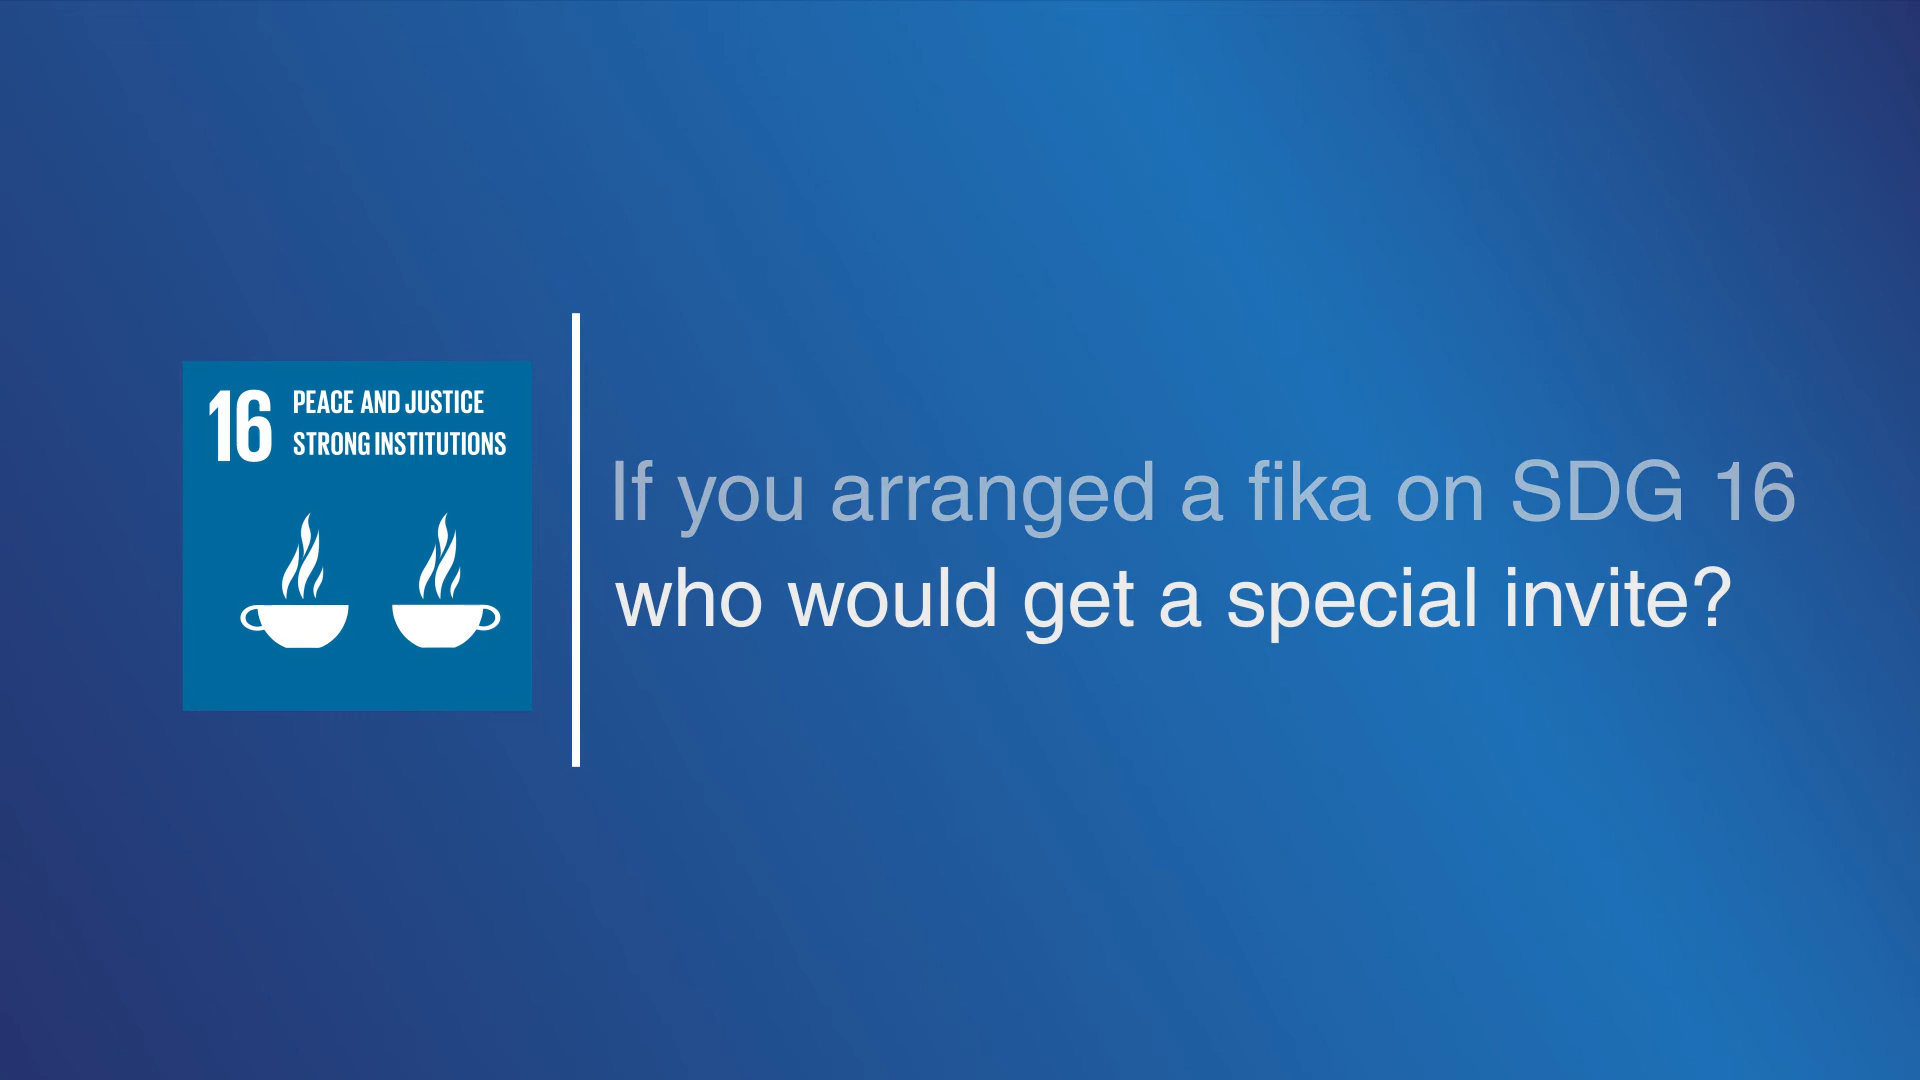 16
PEACE AND JUSTICE
STRONG INSTITUTIONS
If you arranged a fika on SDG 16
who would get a special invite?